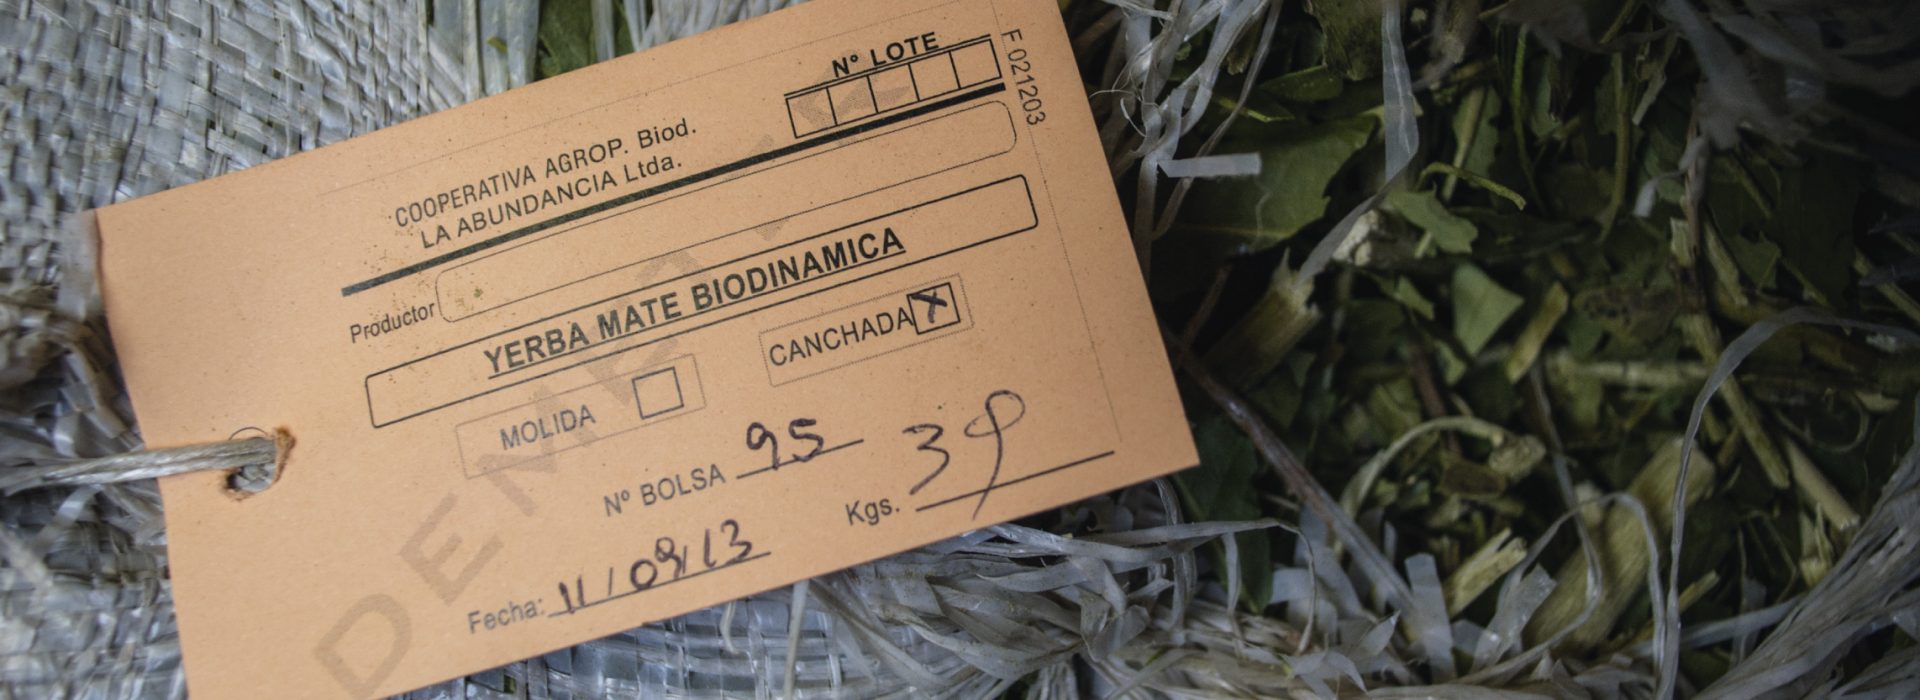 Nº LOTE
F 021203
COOPERATIVA AGROP. Biod.
LA ABUNDANCIA Ltda.
Productor
YERBA MATE BIODINAMICA
MOLIDA
CANCHADA X
Nº BOLSA 95
Kgs. 39
Fecha: 11/09/13